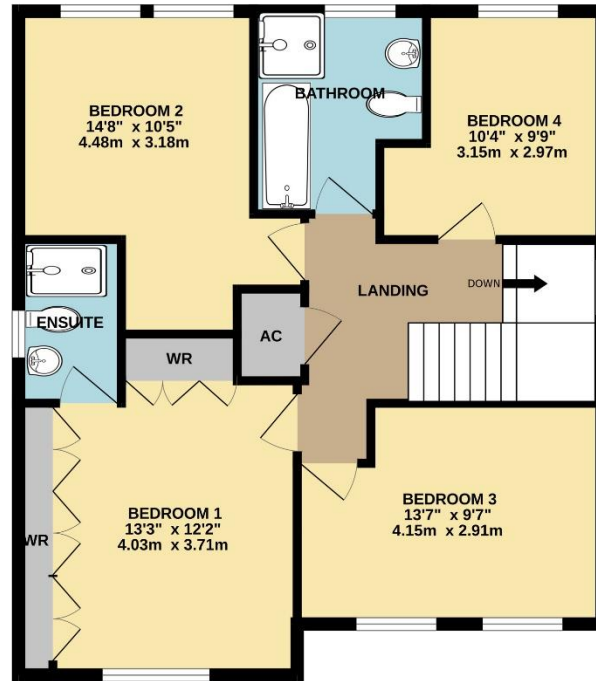 BEDROOM 2
14'8" x 10'5"
4.48m x 3.18m
BATHROOM
BEDROOM 4
10'4" x 9'9"
3.15m x 2.97m
ENSUITE
LANDING
DOWN
AC
WR
WR
BEDROOM 1
13'3" x 12'2"
4.03m x 3.71m
BEDROOM 3
13'7" x 9'7"
4.15m x 2.91m